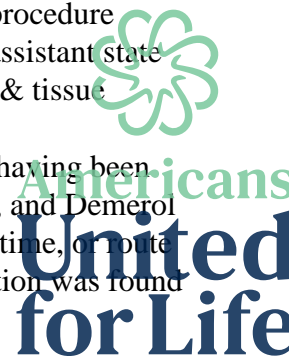 procedure
assistant state
& tissue
having been
, and Demerol
time, or route
tion was found
Americans
United
for Life